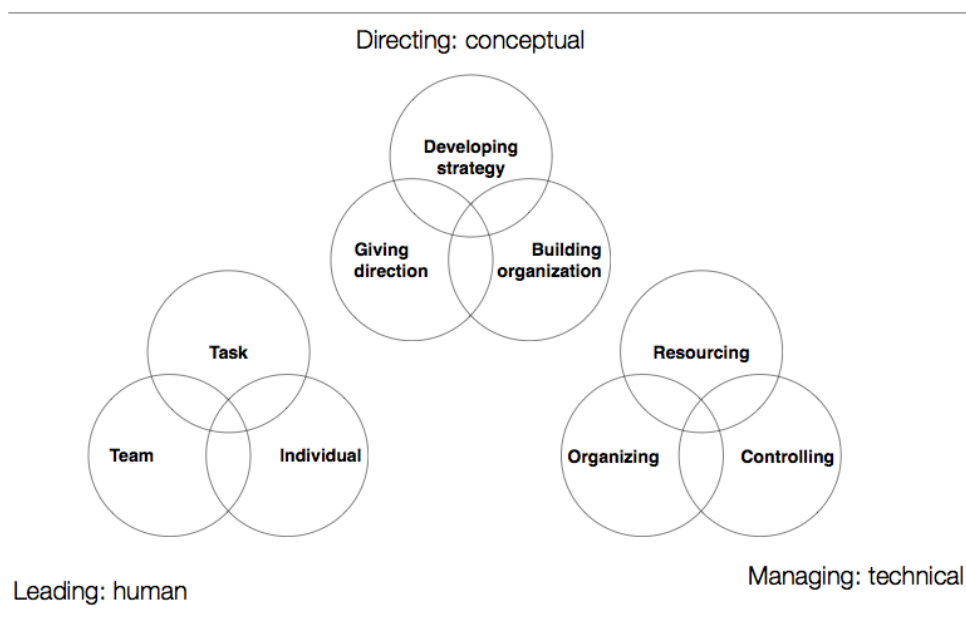 Directing: conceptual
Developing
strategy
Giving
direction
Building
organization
Task
Team
Individual
Leading: human
Resourcing
Organizing
Controlling
Managing: technical